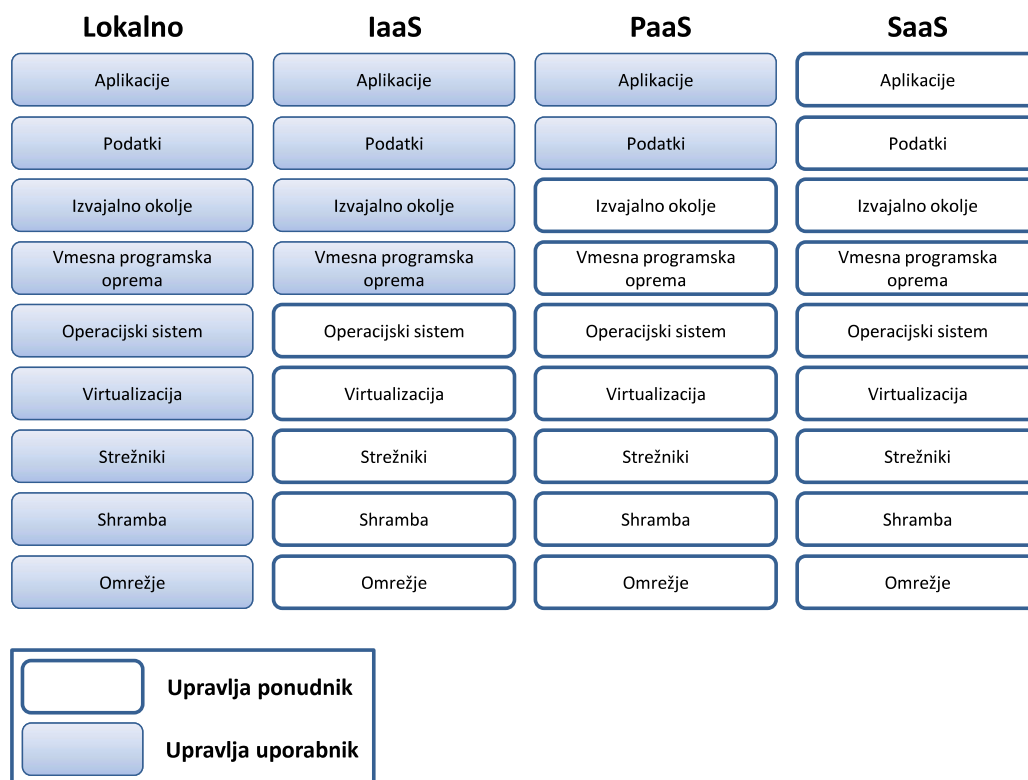 Lokalno
IaaS
PaaS
SaaS
Aplikacije
Aplikacije
Aplikacije
Aplikacije
Podatki
Podatki
Podatki
Podatki
Izvajalno okolje
Izvajalno okolje
Izvajalno okolje
Izvajalno okolje
Vmesna programska
oprema
Vmesna programska
oprema
Vmesna programska
oprema
Vmesna programska
oprema
Operacijski sistem
Operacijski sistem
Operacijski sistem
Operacijski sistem
Virtualizacija
Virtualizacija
Virtualizacija
Virtualizacija
Strežniki
Strežniki
Strežniki
Strežniki
Shramba
Shramba
Shramba
Shramba
Omrežje
Omrežje
Omrežje
Omrežje
Upravlja ponudnik
Upravlja uporabnik